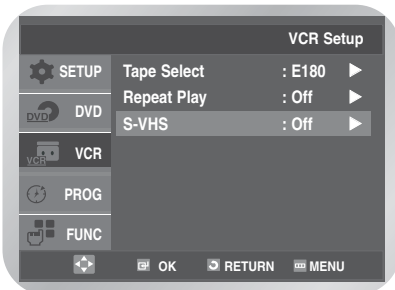 VCR Setup
SETUP
Tape Select : E180
Repeat Play : Off
DVD DVD
S-VHS : Off
VCR VCR
PROG
FUNC
OK RETURN MENU